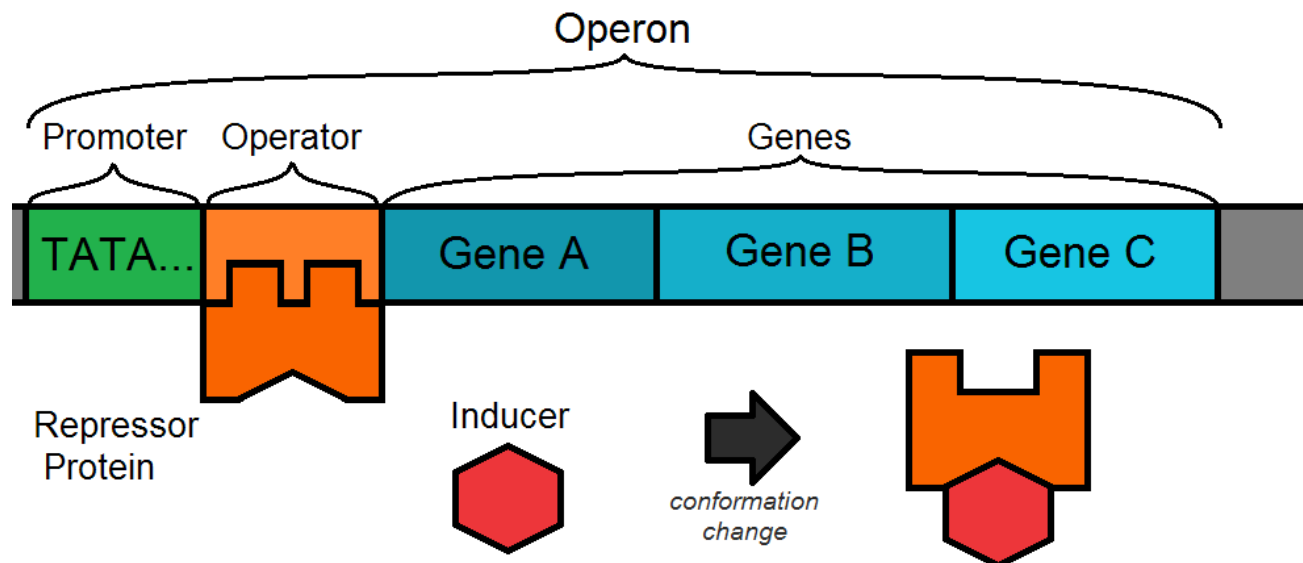 Operon
Promoter Operator Genes
TATA... Gene A Gene B Gene C
Repressor
Protein
Inducer
conformation
change